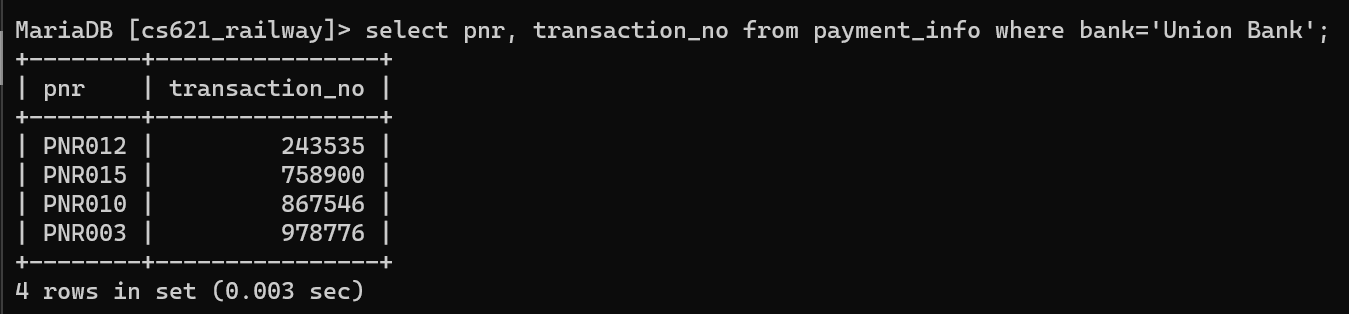 MariaDB [cs621_railway]> select pnr, transaction_no from payment_info where bank='Union Bank';
+--------+----------------+
| pnr    | transaction_no |
+--------+----------------+
| PNR012 |         243535 |
| PNR015 |         758900 |
| PNR010 |         867546 |
| PNR003 |         978776 |
+--------+----------------+
4 rows in set (0.003 sec)